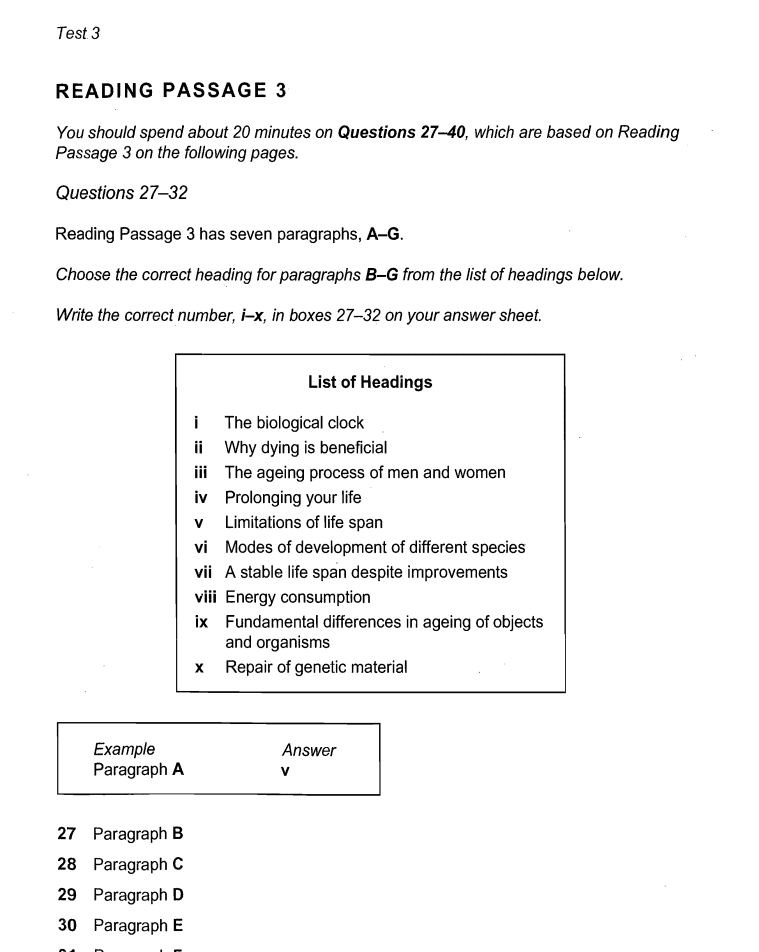 Test 3
READING PASSAGE 3
You should spend about 20 minutes on Questions 27–40, which are based on Reading
Passage 3 on the following pages.
Questions 27–32
Reading Passage 3 has seven paragraphs, A–G.
Choose the correct heading for paragraphs B–G from the list of headings below.
Write the correct number, i–x, in boxes 27–32 on your answer sheet.
List of Headings
i The biological clock
ii Why dying is beneficial
iii The ageing process of men and women
iv Prolonging your life
v Limitations of life span
vi Modes of development of different species
vii A stable life span despite improvements
viii Energy consumption
ix Fundamental differences in ageing of objects
and organisms
x Repair of genetic material
Example Answer
Paragraph A v
27 Paragraph B
28 Paragraph C
29 Paragraph D
30 Paragraph E